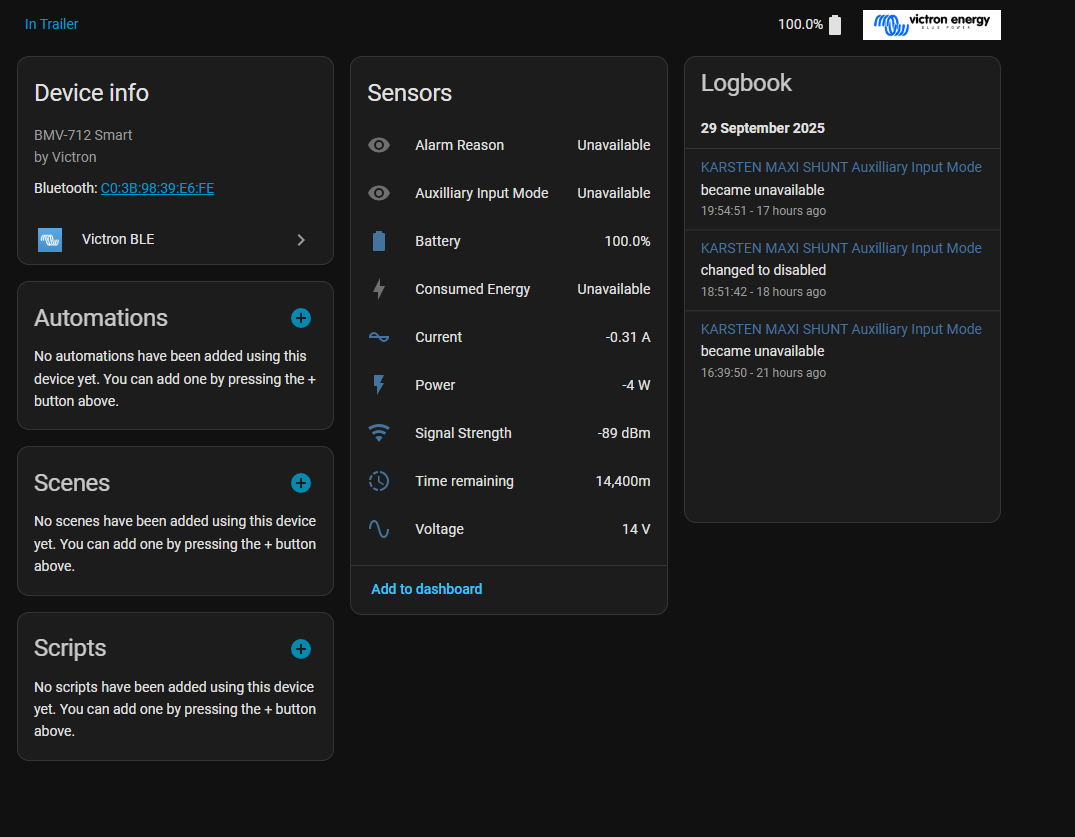 In Trailer
100.0%
victron energy
BLUE POWER
Device info
BMV-712 Smart
by Victron
Bluetooth: C0:3B:98:39:E6:FE
Victron BLE
Automations
No automations have been added using this
device yet. You can add one by pressing the +
button above.
Scenes
No scenes have been added using this device
yet. You can add one by pressing the + button
above.
Scripts
No scripts have been added using this device
yet. You can add one by pressing the + button
above.
Sensors
Alarm Reason Unavailable
Auxilliary Input Mode Unavailable
Battery 100.0%
Consumed Energy Unavailable
Current -0.31 A
Power -4 W
Signal Strength -89 dBm
Time remaining 14,400m
Voltage 14 V
Add to dashboard
Logbook
29 September 2025
KARSTEN MAXI SHUNT Auxilliary Input Mode
became unavailable
19:54:51 - 17 hours ago
KARSTEN MAXI SHUNT Auxilliary Input Mode
changed to disabled
18:51:42 - 18 hours ago
KARSTEN MAXI SHUNT Auxilliary Input Mode
became unavailable
16:39:50 - 21 hours ago